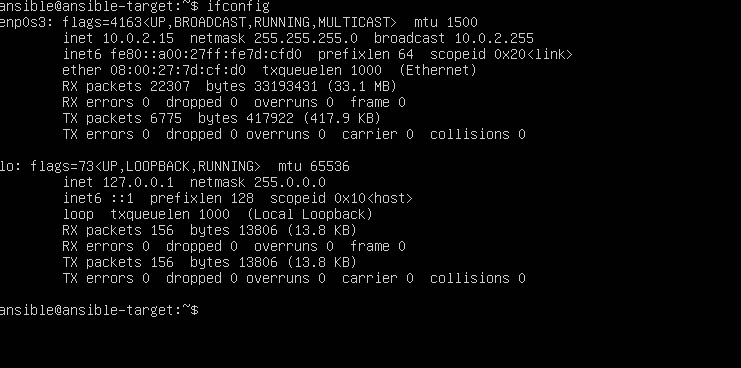 ansible@ansible-target:~$ ifconfig
enp0s3: flags=4163<UP,BROADCAST,RUNNING,MULTICAST>  mtu 1500
        inet 10.0.2.15  netmask 255.255.255.0  broadcast 10.0.2.255
        inet6 fe80::a00:27ff:fe7d:cfd0  prefixlen 64  scopeid 0x20<link>
        ether 08:00:27:7d:cf:d0  txqueuelen 1000  (Ethernet)
        RX packets 22307  bytes 33193431 (33.1 MB)
        RX errors 0  dropped 0  overruns 0  frame 0
        TX packets 6775  bytes 417922 (417.9 KB)
        TX errors 0  dropped 0 overruns 0  carrier 0  collisions 0

lo: flags=73<UP,LOOPBACK,RUNNING>  mtu 65536
        inet 127.0.0.1  netmask 255.0.0.0
        inet6 ::1  prefixlen 128  scopeid 0x10<host>
        loop  txqueuelen 1000  (Local Loopback)
        RX packets 156  bytes 13806 (13.8 KB)
        RX errors 0  dropped 0  overruns 0  frame 0
        TX packets 156  bytes 13806 (13.8 KB)
        TX errors 0  dropped 0 overruns 0  carrier 0  collisions 0

ansible@ansible-target:~$